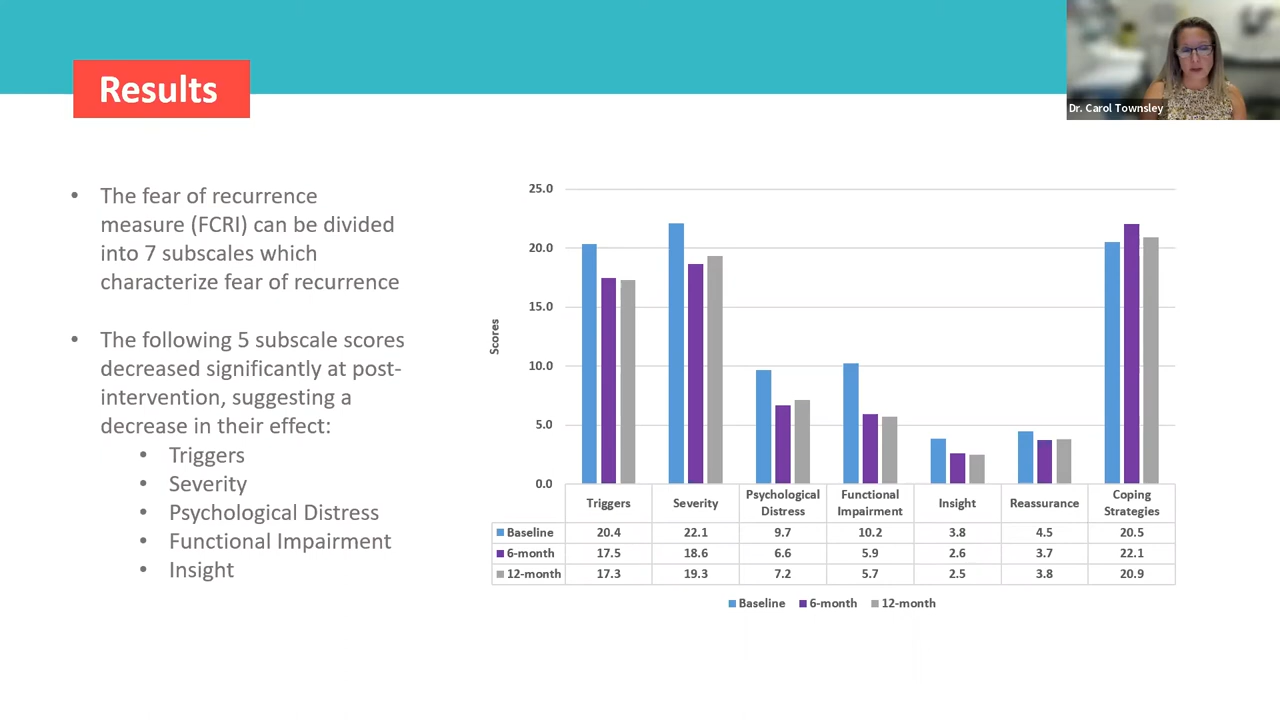 Results
Dr. Carol Townsley
• The fear of recurrence
measure (FCRI) can be divided
into 7 subscales which
characterize fear of recurrence
• The following 5 subscale scores
decreased significantly at post-
intervention, suggesting a
decrease in their effect:
• Triggers
• Severity
• Psychological Distress
• Functional Impairment
• Insight
Scores
25.0
20.0
15.0
10.0
5.0
0.0
Triggers Severity Psychological Distress Functional Impairment Insight Reassurance Coping Strategies
Baseline 20.4 22.1 9.7 10.2 3.8 4.5 20.5
6-month 17.5 18.6 6.6 5.9 2.6 3.7 22.1
12-month 17.3 19.3 7.2 5.7 2.5 3.8 20.9
Baseline 6-month 12-month